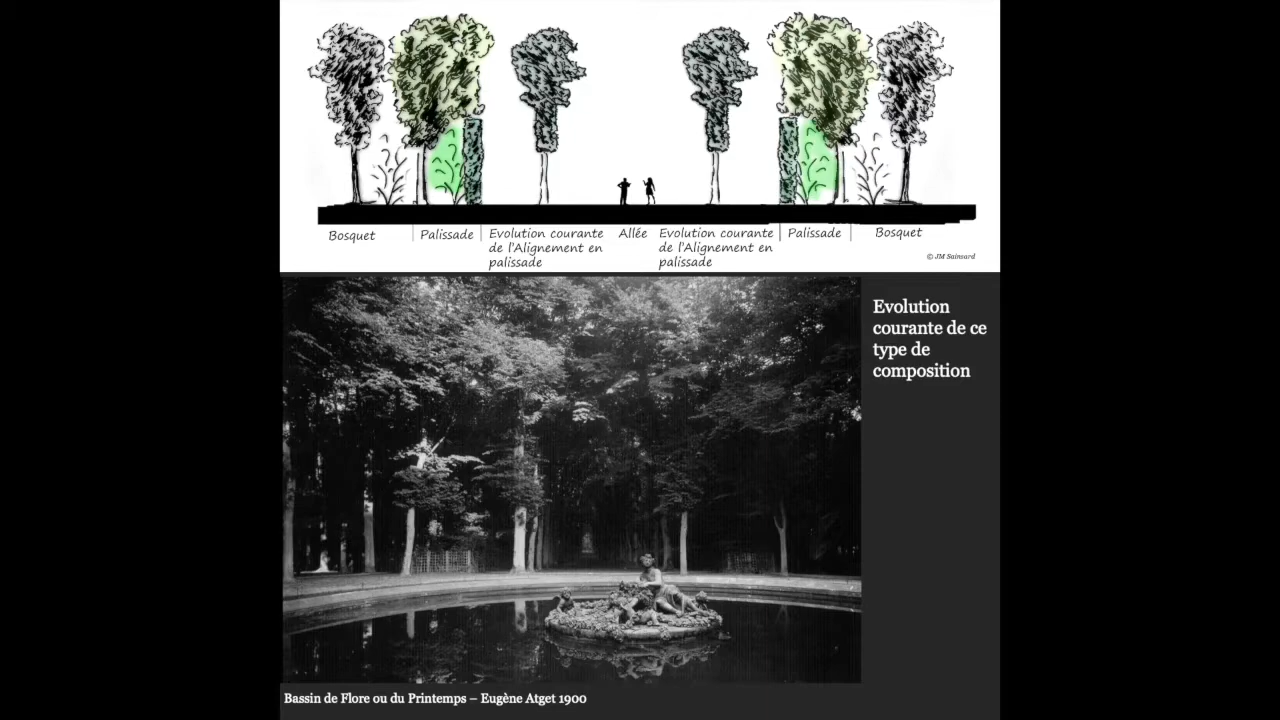 Bosquet
Palissade
Evolution courante
de l'Alignement en
palissade
Allée
Evolution courante
de l'Alignement en
palissade
Palissade
Bosquet
© JM Sainsard
Evolution
courante de ce
type de
composition
Bassin de Flore ou du Printemps – Eugène Atget 1900